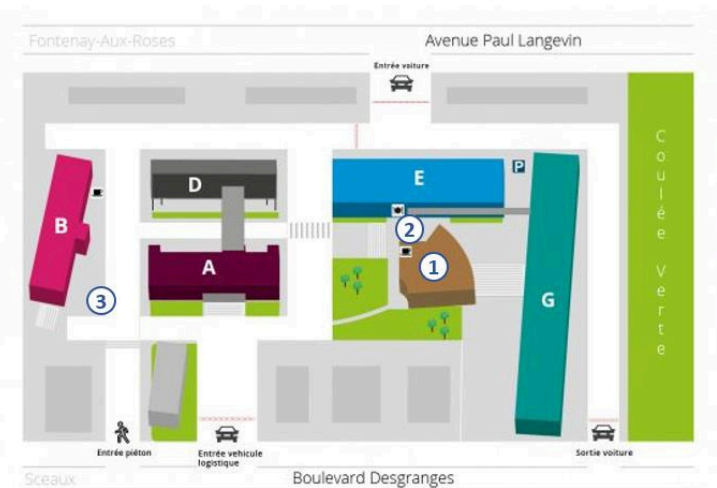 Fontenay-Aux-Roses
Avenue Paul Langevin
Entrée voiture
C
o
u
l
é
e
V
e
r
t
e
P
D
E
B
2
A
1
G
3
Entrée piéton
Entrée vehicule
logistique
Sortie voiture
Sceaux
Boulevard Desgranges